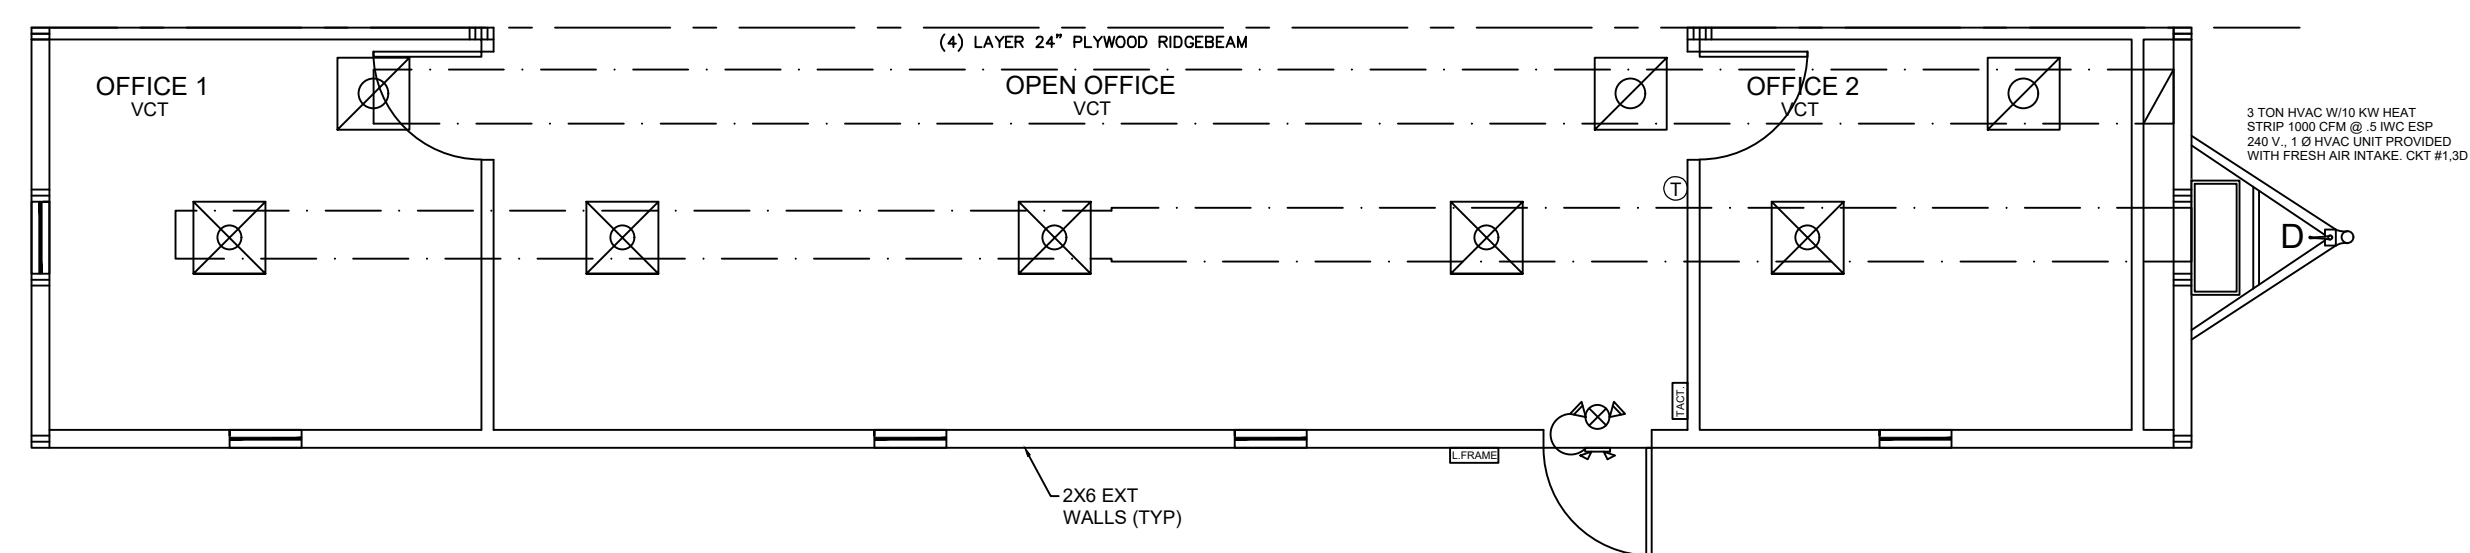 (4) LAYER 24" PLYWOOD RIDGEBEAM
OFFICE 1
VCT
OPEN OFFICE
VCT
OFFICE 2
VCT
3 TON HVAC W/10 KW HEAT
STRIP 1000 CFM @ .5 IWC ESP
240 V., 1 Ø HVAC UNIT PROVIDED
WITH FRESH AIR INTAKE. CKT #1,3D
T
D
TACT.
L.FRAME
2X6 EXT
WALLS (TYP)